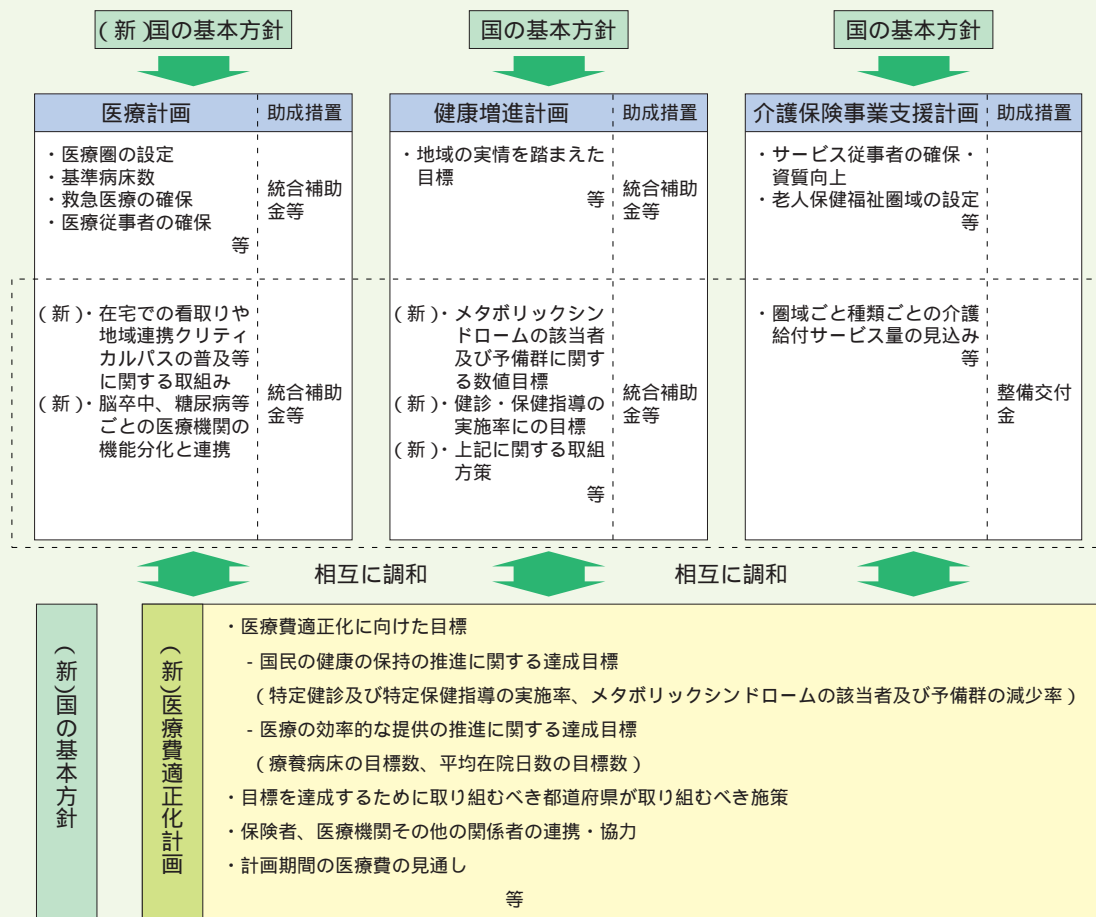 (新)国の基本方針
国の基本方針
国の基本方針
医療計画
助成措置
・医療圏の設定
・基準病床数
・救急医療の確保
・医療従事者の確保
等
統合補助
金等
(新)・在宅での看取りや
地域連携クリティ
カルパスの普及等
に関する取組み
(新)・脳卒中、糖尿病等
ごとの医療機関の
機能分化と連携
統合補助
金等
健康増進計画
助成措置
・地域の実情を踏まえた
目標
等
統合補助
金等
(新)・メタボリックシン
ドロームの該当者
及び予備群に関す
る数値目標
(新)・健診・保健指導の
実施率にの目標
(新)・上記に関する取組
方策
等
統合補助
金等
介護保険事業支援計画
助成措置
・サービス従事者の確保・
資質向上
・老人保健福祉圏域の設定
等
・圏域ごと種類ごとの介護
給付サービス量の見込み
等
整備交付
金
相互に調和
相互に調和
(新)国の基本方針
(新)医療費適正化計画
・医療費適正化に向けた目標
- 国民の健康の保持の推進に関する達成目標
(特定健診及び特定保健指導の実施率、メタボリックシンドロームの該当者及び予備群の減少率)
- 医療の効率的な提供の推進に関する達成目標
(療養病床の目標数、平均在院日数の目標数)
・目標を達成するために取り組むべき都道府県が取り組むべき施策
・保険者、医療機関その他の関係者の連携・協力
・計画期間の医療費の見通し
等